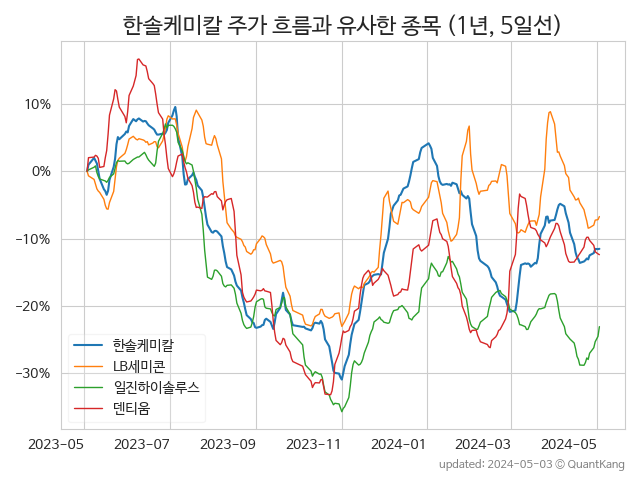 한솔케미칼 주가 흐름과 유사한 종목 (1년, 5일선)
10%
0%
−10%
−20%
−30%
한솔케미칼
LB세미콘
일진하이솔루스
덴티움
2023-05 2023-07 2023-09 2023-11 2024-01 2024-03 2024-05
updated: 2024-05-03 © QuantKang